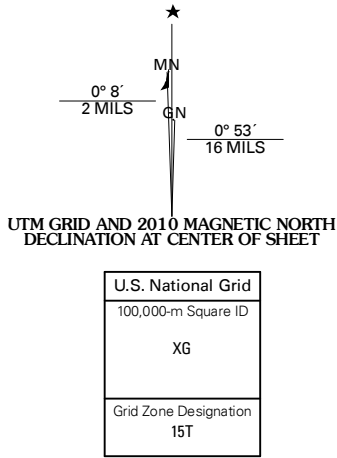 MN
0° 8´
2 MILS
GN
0° 53´
16 MILS
UTM GRID AND 2010 MAGNETIC NORTH
DECLINATION AT CENTER OF SHEET
U.S. National Grid
100,000-m Square ID
XG
Grid Zone Designation
15T